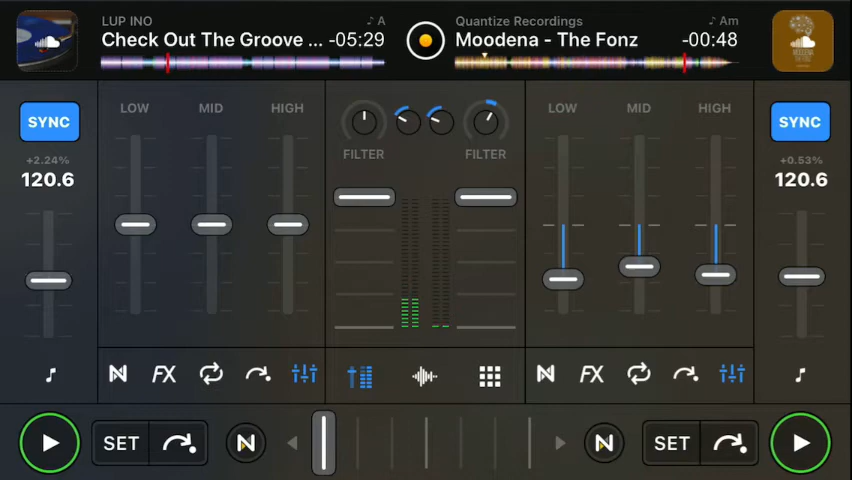 LUP INO
♪ A
Check Out The Groove ... -05:29
Quantize Recordings
♪ Am
Moodena - The Fonz -00:48
SYNC
+2.24%
120.6
LOW MID HIGH
FILTER
FILTER
LOW MID HIGH
SYNC
+0.53%
120.6
FX
FX
SET
SET